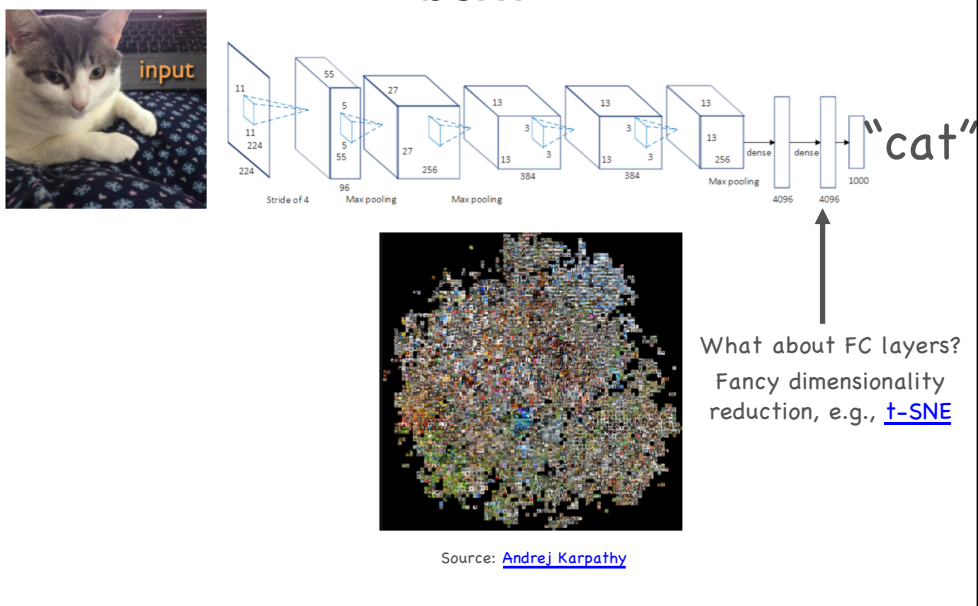 input
11
11
224
224
55
5
5
55
96
Stride of 4
Max pooling
27
27
256
Max pooling
13
3
3
13
384
13
3
3
13
384
13
13
256
Max pooling
dense
4096
dense
4096
1000
“cat”
What about FC layers?
Fancy dimensionality
reduction, e.g., t-SNE
Source: Andrej Karpathy